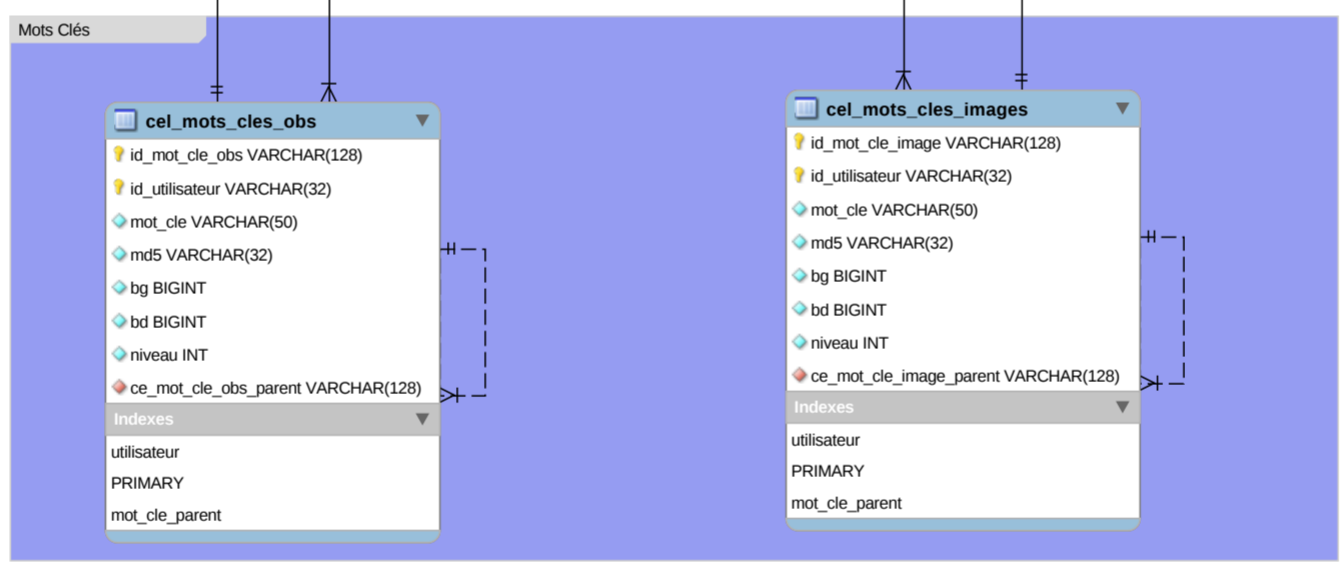 Mots Clés
cel_mots_cles_obs
id_mot_cle_obs VARCHAR(128)
id_utilisateur VARCHAR(32)
mot_cle VARCHAR(50)
md5 VARCHAR(32)
bg BIGINT
bd BIGINT
niveau INT
ce_mot_cle_obs_parent VARCHAR(128)
Indexes
utilisateur
PRIMARY
mot_cle_parent
cel_mots_cles_images
id_mot_cle_image VARCHAR(128)
id_utilisateur VARCHAR(32)
mot_cle VARCHAR(50)
md5 VARCHAR(32)
bg BIGINT
bd BIGINT
niveau INT
ce_mot_cle_image_parent VARCHAR(128)
Indexes
utilisateur
PRIMARY
mot_cle_parent